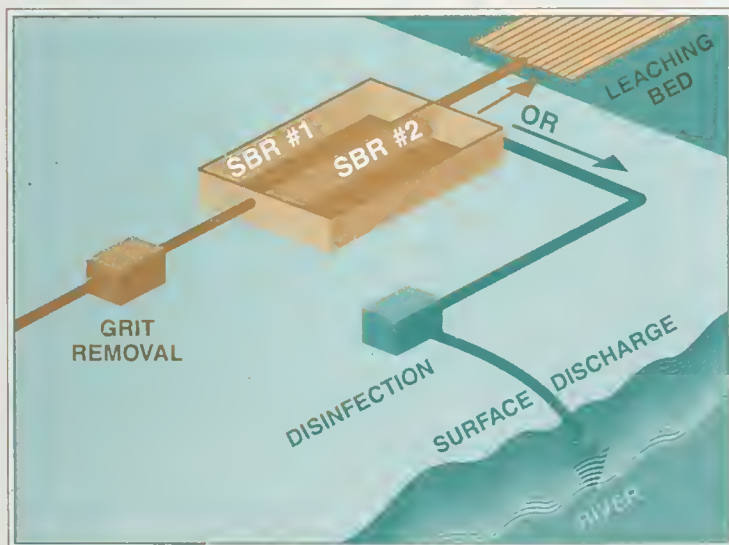 LEACHING
BED
OR
SBR #1
SBR #2
GRIT
REMOVAL
DISINFECTION
SURFACE DISCHARGE
RIVER